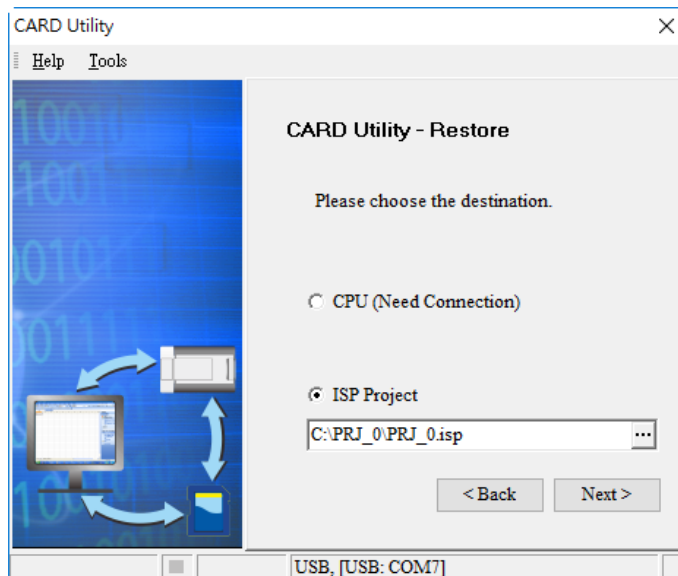 CARD Utility
Help Tools
CARD Utility - Restore
Please choose the destination.
CPU (Need Connection)
ISP Project
C:\PRJ_0\PRJ_0.isp ...
< Back Next >
USB, [USB: COM7]